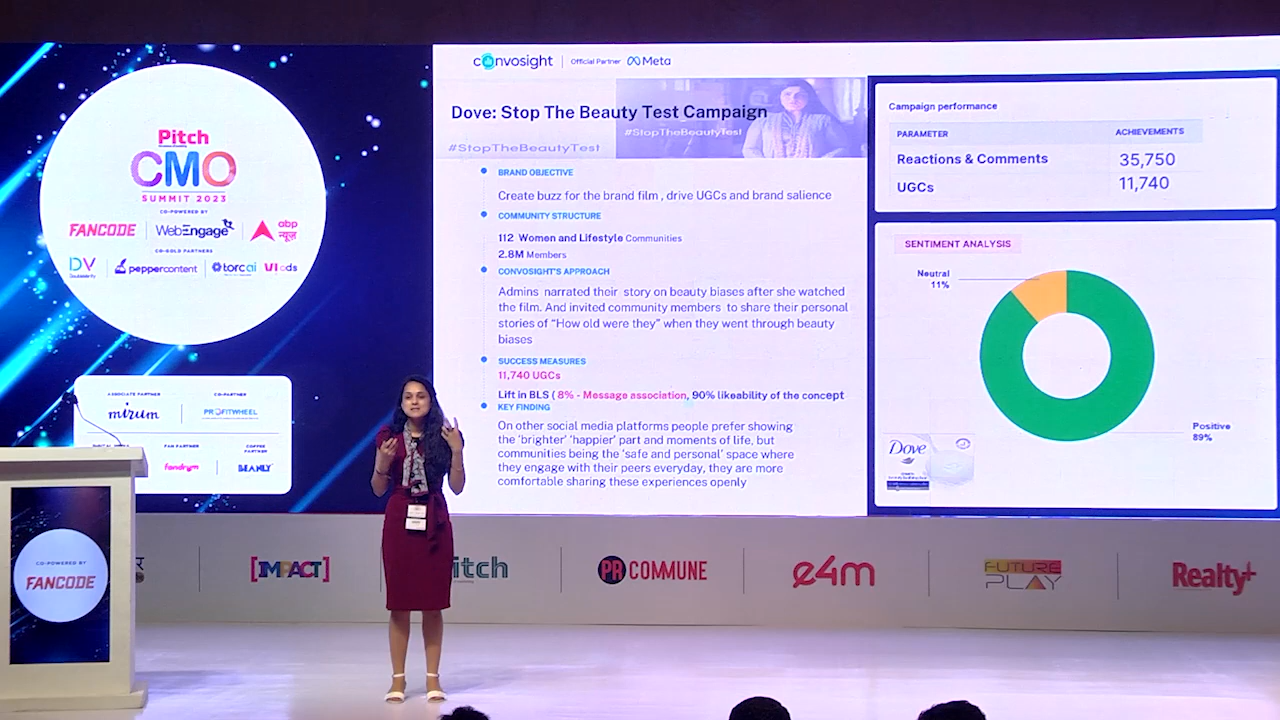 Pitch
CMO
SUMMIT 2023
CO-POWERED BY
FANCODE
WebEngage
abp
न्यूज़
CO-GOLD PARTNERS
DV
DoubleVerify
peppercontent
torcai
VI ads
ASSOCIATE PARTNER
mirum
CO-PARTNER
PROFITWHEEL
FAN PARTNER
fandrum
COFFEE
PARTNER
BEANLY
CO-POWERED BY
FANCODE
convosight
Official Partner
Meta
Dove: Stop The Beauty Test Campaign
#StopTheBeautyTest
#StopTheBeautyTest
BRAND OBJECTIVE
Create buzz for the brand film , drive UGCs and brand salience
COMMUNITY STRUCTURE
112 Women and Lifestyle Communities
2.8M Members
CONVOSIGHT'S APPROACH
Admins narrated their story on beauty biases after she watched
the film. And invited community members to share their personal
stories of “How old were they” when they went through beauty
biases
SUCCESS MEASURES
11,740 UGCs
Lift in BLS ( 8% - Message association, 90% likeability of the concept
KEY FINDING
On other social media platforms people prefer showing
the ‘brighter’ ‘happier’ part and moments of life, but
communities being the ‘safe and personal’ space where
they engage with their peers everyday, they are more
comfortable sharing these experiences openly
Campaign performance
PARAMETER ACHIEVEMENTS
Reactions & Comments 35,750
UGCs 11,740
SENTIMENT ANALYSIS
Neutral
11%
Positive
89%
Dove
[IMPACT]
itch
PR COMMUNE
e4m
FUTURE
PLAY
Realty+